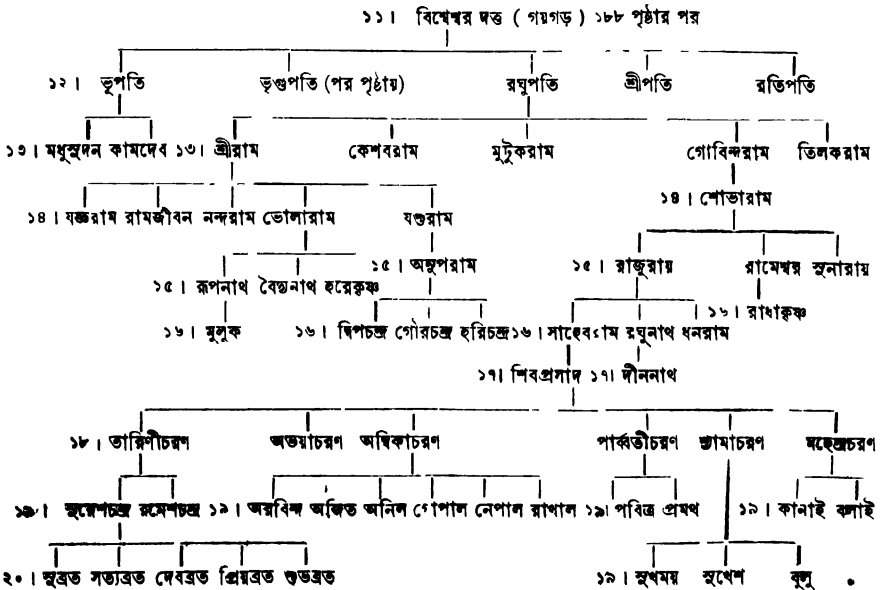 ১১। বিশ্বেশ্বর দত্ত ( গয়গড় ) ১৮৮ পৃষ্ঠার পর
১২। ভূপতি ভৃগুপতি (পর পৃষ্ঠায়) রঘুপতি শ্রীপতি রতিপতি
১৩। মধুসূদন কামদেব ১৩। শ্রীরাম কেশবরাম মুটুকরাম গোবিন্দরাম তিলকরাম
১৪। শোভারাম
১৪। যজ্ঞরাম রামজীবন নন্দরাম ভোলারাম যশুরাম
১৫। অনুপরাম ১৫। রাজুরায় রামেশ্বর সুনারায়
১৫। রূপনাথ বৈদ্যনাথ হরেকৃষ্ণ
১৬। রাধাকৃষ্ণ
১৬। মুলুক ১৬। দ্বিপচন্দ্র গৌরচন্দ্র হরিচন্দ্র ১৬। সাহেবরাম রঘুনাথ ধনরাম
১৭। শিবপ্রসাদ ১৭। দীননাথ
১৮। তারিণীচরণ অভয়াচরণ অম্বিকাচরণ পার্ব্বতীচরণ শ্যামাচরণ মহেন্দ্রচরণ
১৯। সুরেশচন্দ্র রমেশচন্দ্র ১৯। অরবিন্দ অজিত অনিল গোপাল নেপাল রাখাল ১৯। পবিত্র প্রমথ ১৯। কানাই বলাই
২০। সুব্রত সত্যব্রত দেবব্রত প্রিয়ব্রত শুভব্রত ১৯। সুখময় সুখেশ বুলু